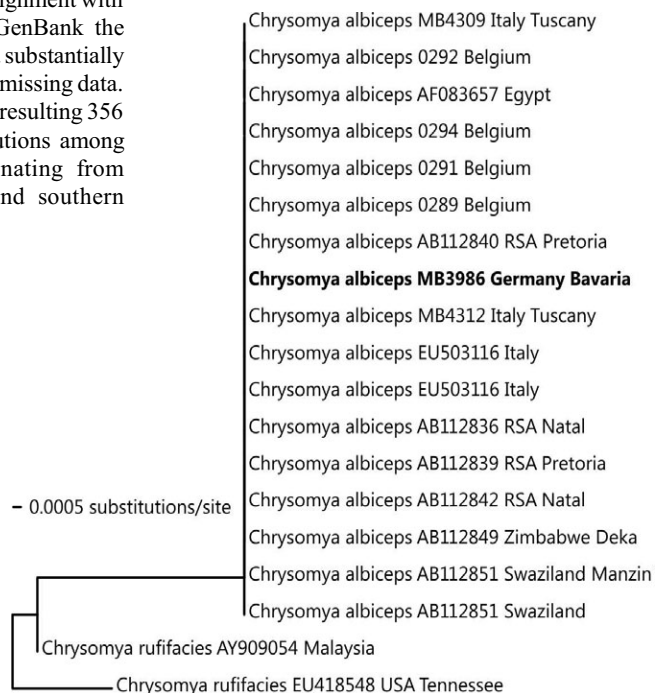 ignment with
GenBank the
substantially
missing data.
resulting 356
utions among
nating from
nd southern
Chrysomya albiceps MB4309 Italy Tuscany
Chrysomya albiceps 0292 Belgium
Chrysomya albiceps AF083657 Egypt
Chrysomya albiceps 0294 Belgium
Chrysomya albiceps 0291 Belgium
Chrysomya albiceps 0289 Belgium
Chrysomya albiceps AB112840 RSA Pretoria
Chrysomya albiceps MB3986 Germany Bavaria
Chrysomya albiceps MB4312 Italy Tuscany
Chrysomya albiceps EU503116 Italy
Chrysomya albiceps EU503116 Italy
Chrysomya albiceps AB112836 RSA Natal
Chrysomya albiceps AB112839 RSA Pretoria
Chrysomya albiceps AB112842 RSA Natal
0.0005 substitutions/site
Chrysomya albiceps AB112849 Zimbabwe Deka
Chrysomya albiceps AB112851 Swaziland Manzin
Chrysomya albiceps AB112851 Swaziland
Chrysomya rufifacies AY909054 Malaysia
Chrysomya rufifacies EU418548 USA Tennessee